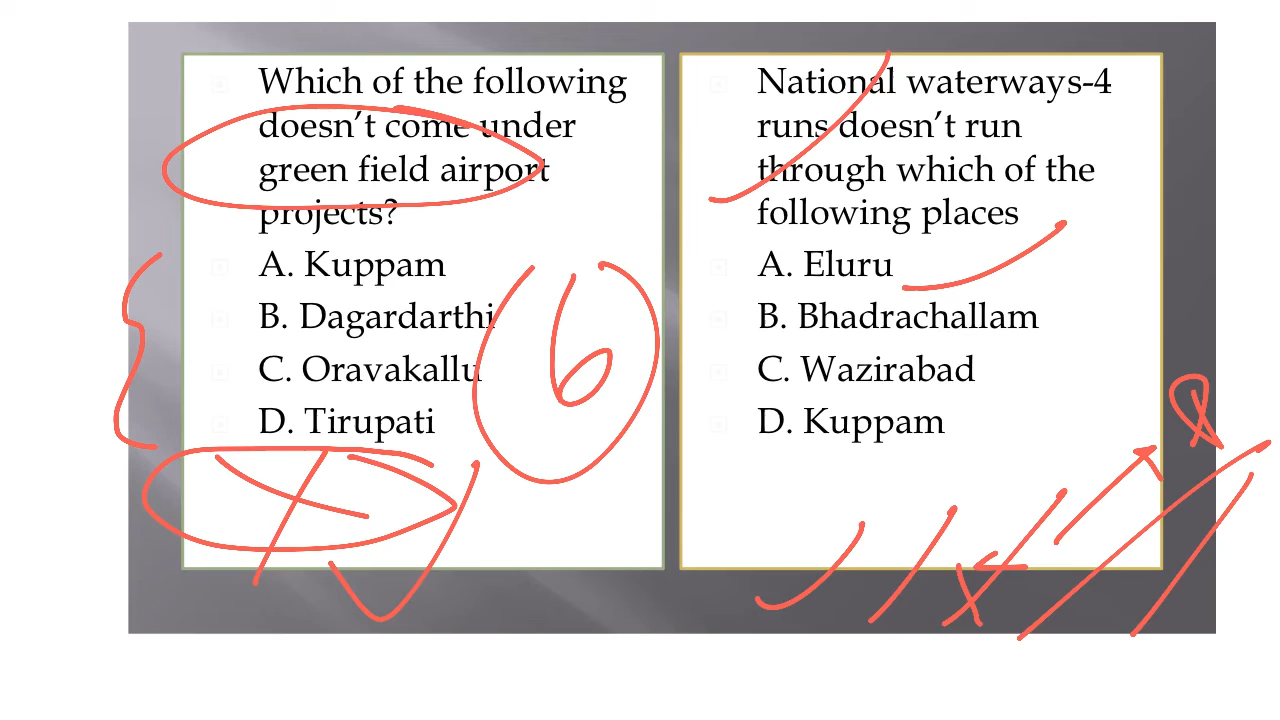 Which of the following
doesn't come under
green field airport
projects?
A. Kuppam
B. Dagardarthi
C. Oravakallu
D. Tirupati
6
National waterways-4
runs doesn't run
through which of the
following places
A. Eluru
B. Bhadrachallam
C. Wazirabad
D. Kuppam